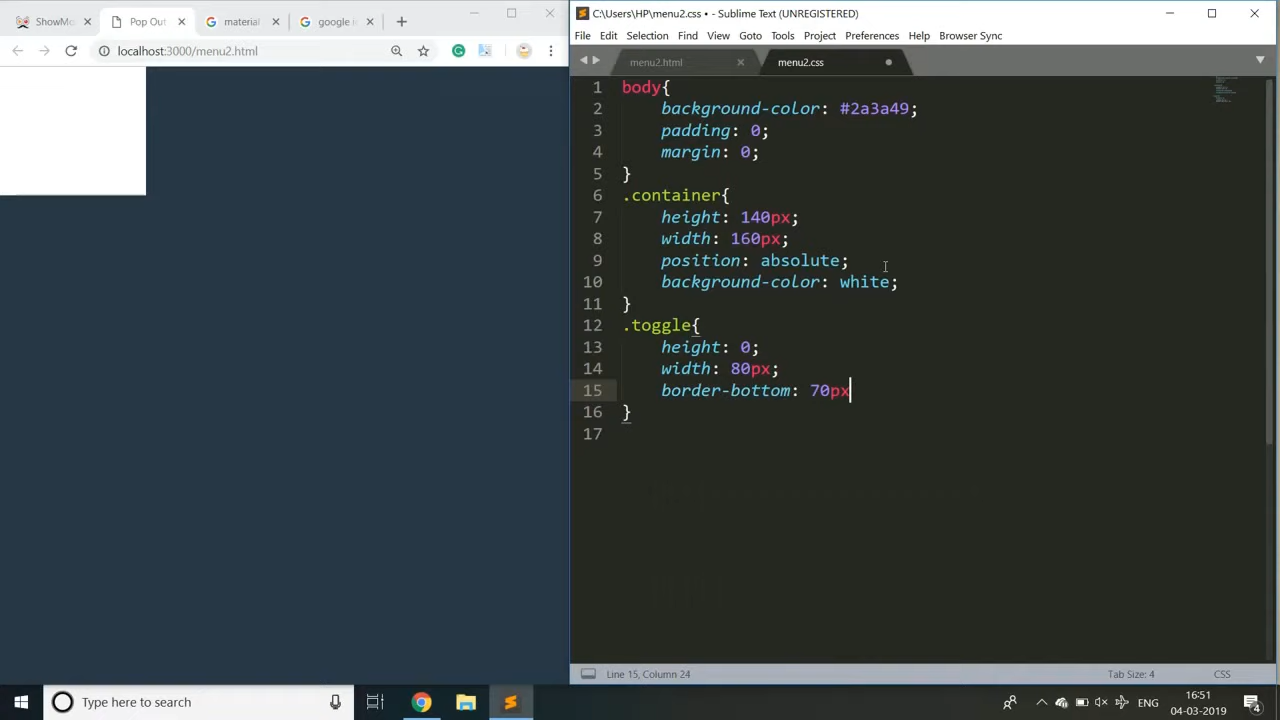 ShowMo
Pop Out
material
google i
C:\Users\HP\menu2.css • - Sublime Text (UNREGISTERED)
localhost:3000/menu2.html
File Edit Selection Find View Goto Tools Project Preferences Help Browser Sync
menu2.html
menu2.css
1 body{
2 background-color: #2a3a49;
3 padding: 0;
4 margin: 0;
5 }
6 .container{
7 height: 140px;
8 width: 160px;
9 position: absolute;
10 background-color: white;
11 }
12 .toggle{
13 height: 0;
14 width: 80px;
15 border-bottom: 70px
16 }
17
Line 15, Column 24
Tab Size: 4
CSS
Type here to search
ENG
16:51
04-03-2019
4